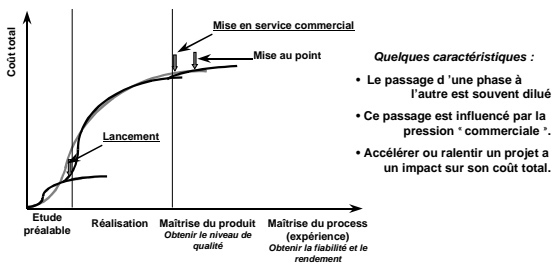 Coût total
Mise en service commercial
Mise au point
Lancement
Etude
préalable
Réalisation
Maîtrise du produit
Obtenir le niveau de
qualité
Maîtrise du process
(expérience)
Obtenir la fiabilité et le
rendement
Quelques caractéristiques :
• Le passage d 'une phase à
l'autre est souvent dilué
• Ce passage est influencé par la
pression " commerciale ".
• Accélérer ou ralentir un projet a
un impact sur son coût total.